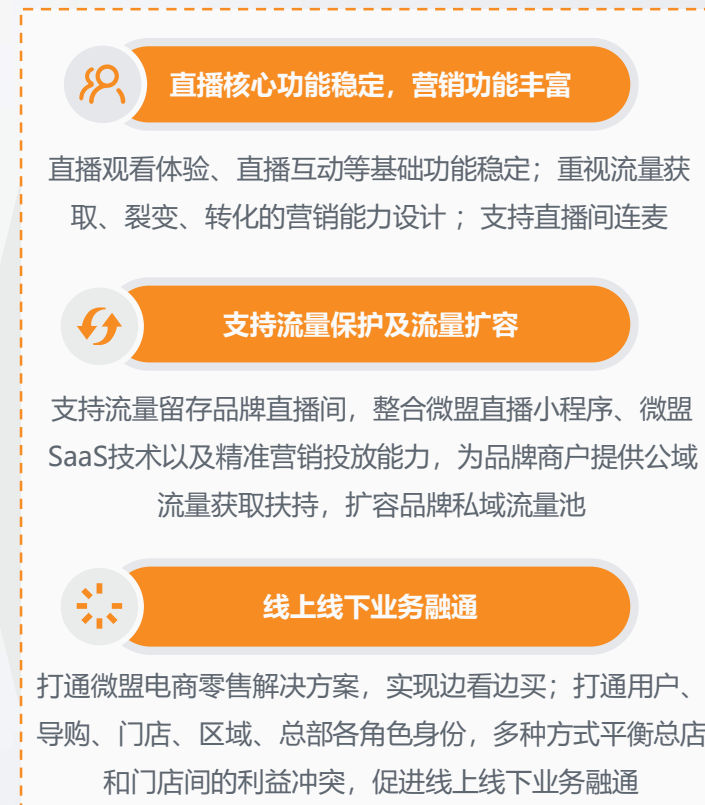 直播核心功能稳定，营销功能丰富
直播观看体验、直播互动等基础功能稳定；重视流量获
取、裂变、转化的营销能力设计 ；支持直播间连麦
支持流量保护及流量扩容
支持流量留存品牌直播间，整合微盟直播小程序、微盟
SaaS技术以及精准营销投放能力，为品牌商户提供公域
流量获取扶持，扩容品牌私域流量池
线上线下业务融通
打通微盟电商零售解决方案，实现边看边买；打通用户、
导购、门店、区域、总部各角色身份，多种方式平衡总店
和门店间的利益冲突，促进线上线下业务融通